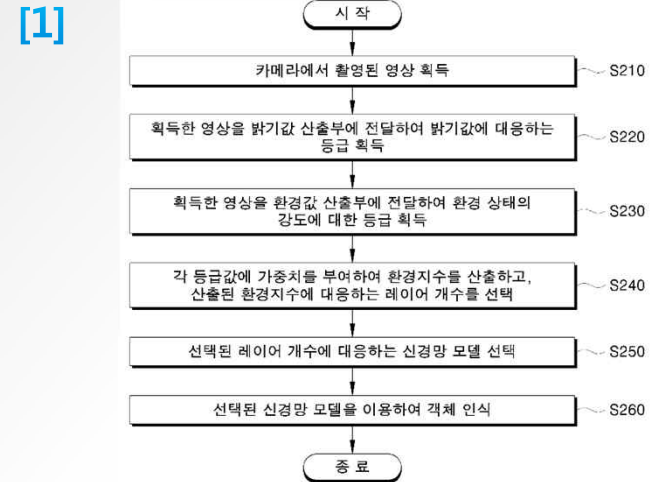 [1]
시 작
카메라에서 촬영된 영상 획득
S210
획득한 영상을 밝기값 산출부에 전달하여 밝기값에 대응하는
등급 획득
S220
획득한 영상을 환경값 산출부에 전달하여 환경 상태의
강도에 대한 등급 획득
S230
각 등급값에 가중치를 부여하여 환경지수를 산출하고,
산출된 환경지수에 대응하는 레이어 개수를 선택
S240
선택된 레이어 개수에 대응하는 신경망 모델 선택
S250
선택된 신경망 모델을 이용하여 객체 인식
S260
종 료